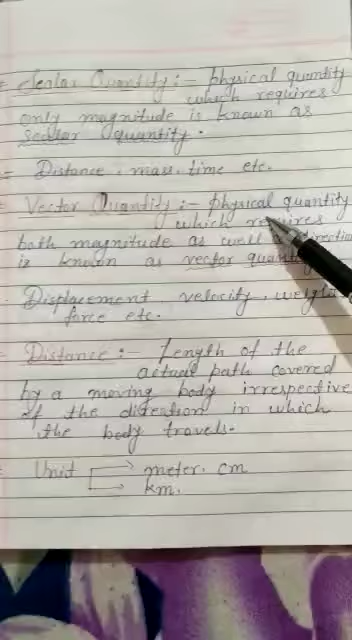 Scalar Quantity :- physical quantity
which requires
only magnitude is known as
scalar quantity.
Distance, mass, time etc.
Vector Quantity :- physical quantity
which requires
both magnitude as well
is known as vector
Displacement velocity,
force etc.
Distance :- Length of the
actual path covered
by a moving body irrespective
of the direction in which
the body travels.
Unit meter. cm
km.